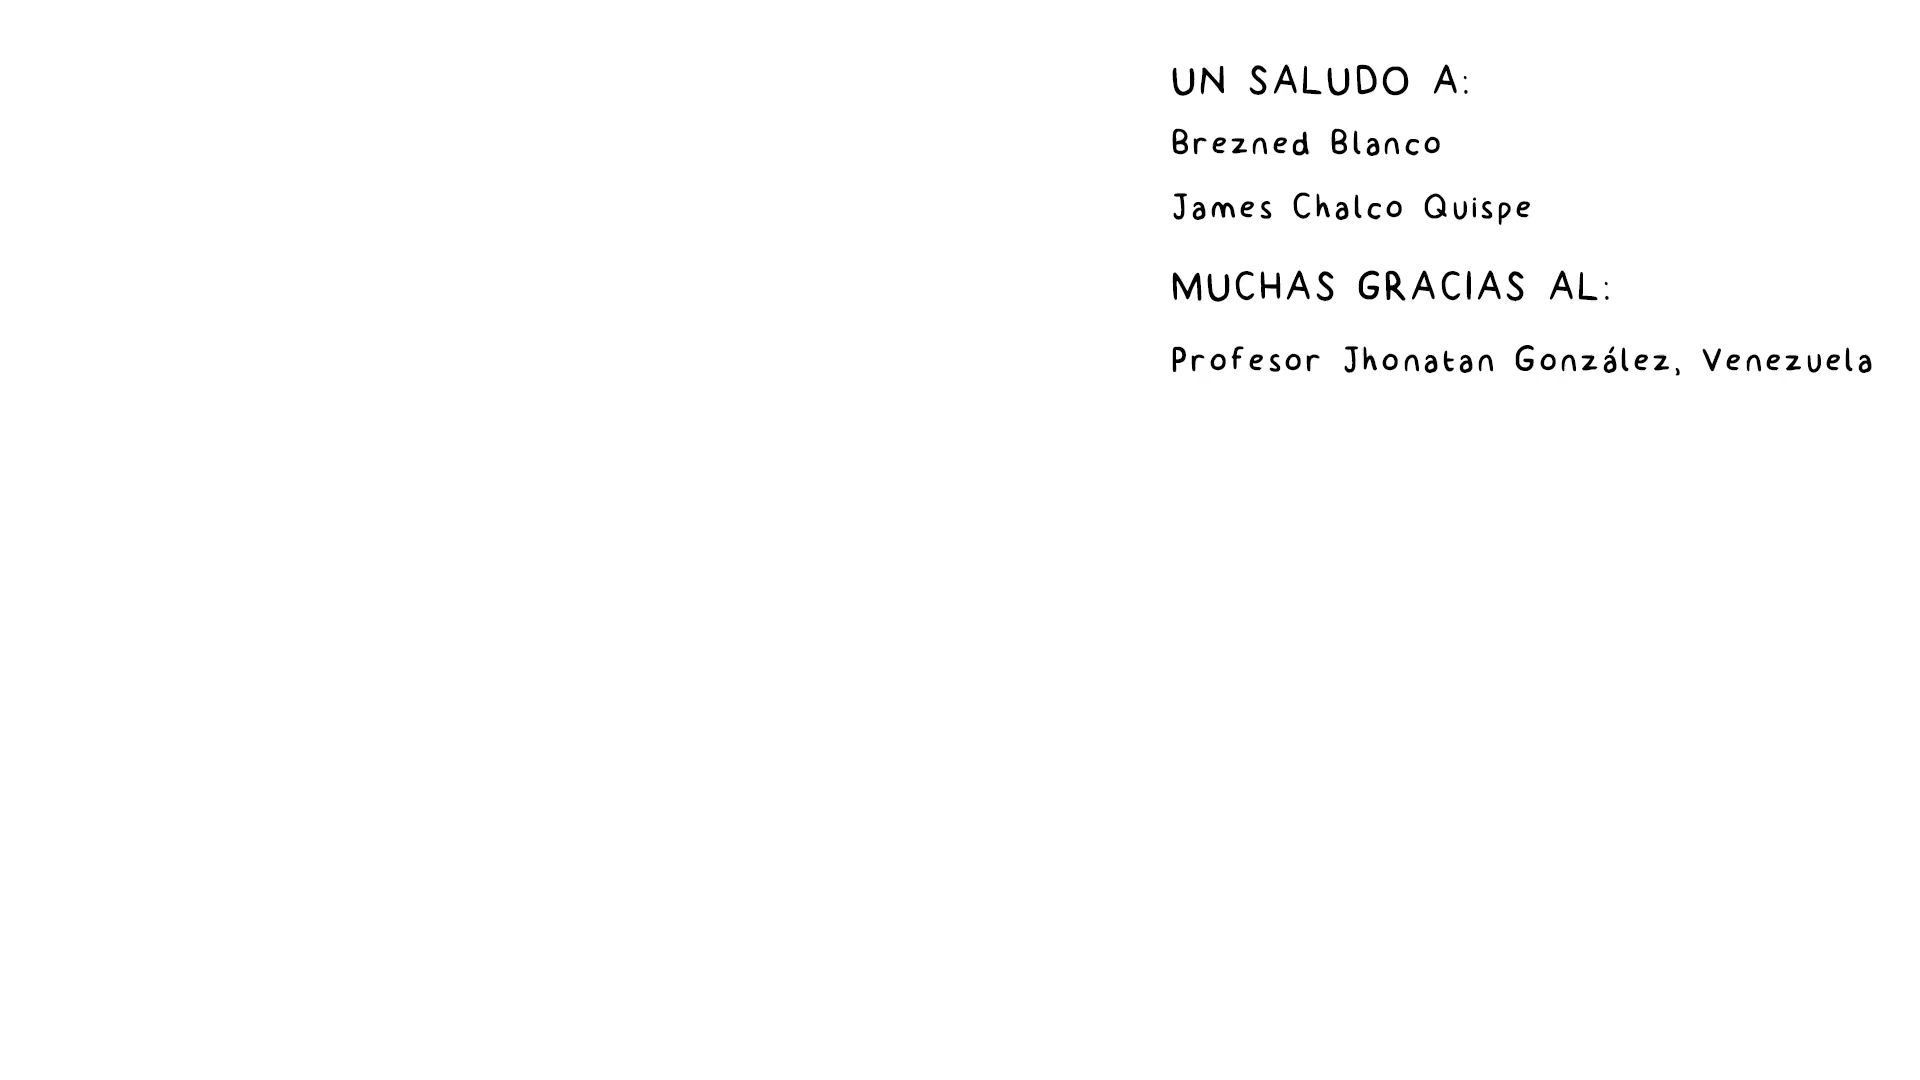 UN SALUDO A:
Brezned Blanco
James Chalco Quispe
MUCHAS GRACIAS AL:
Profesor Jhonatan González, Venezuela